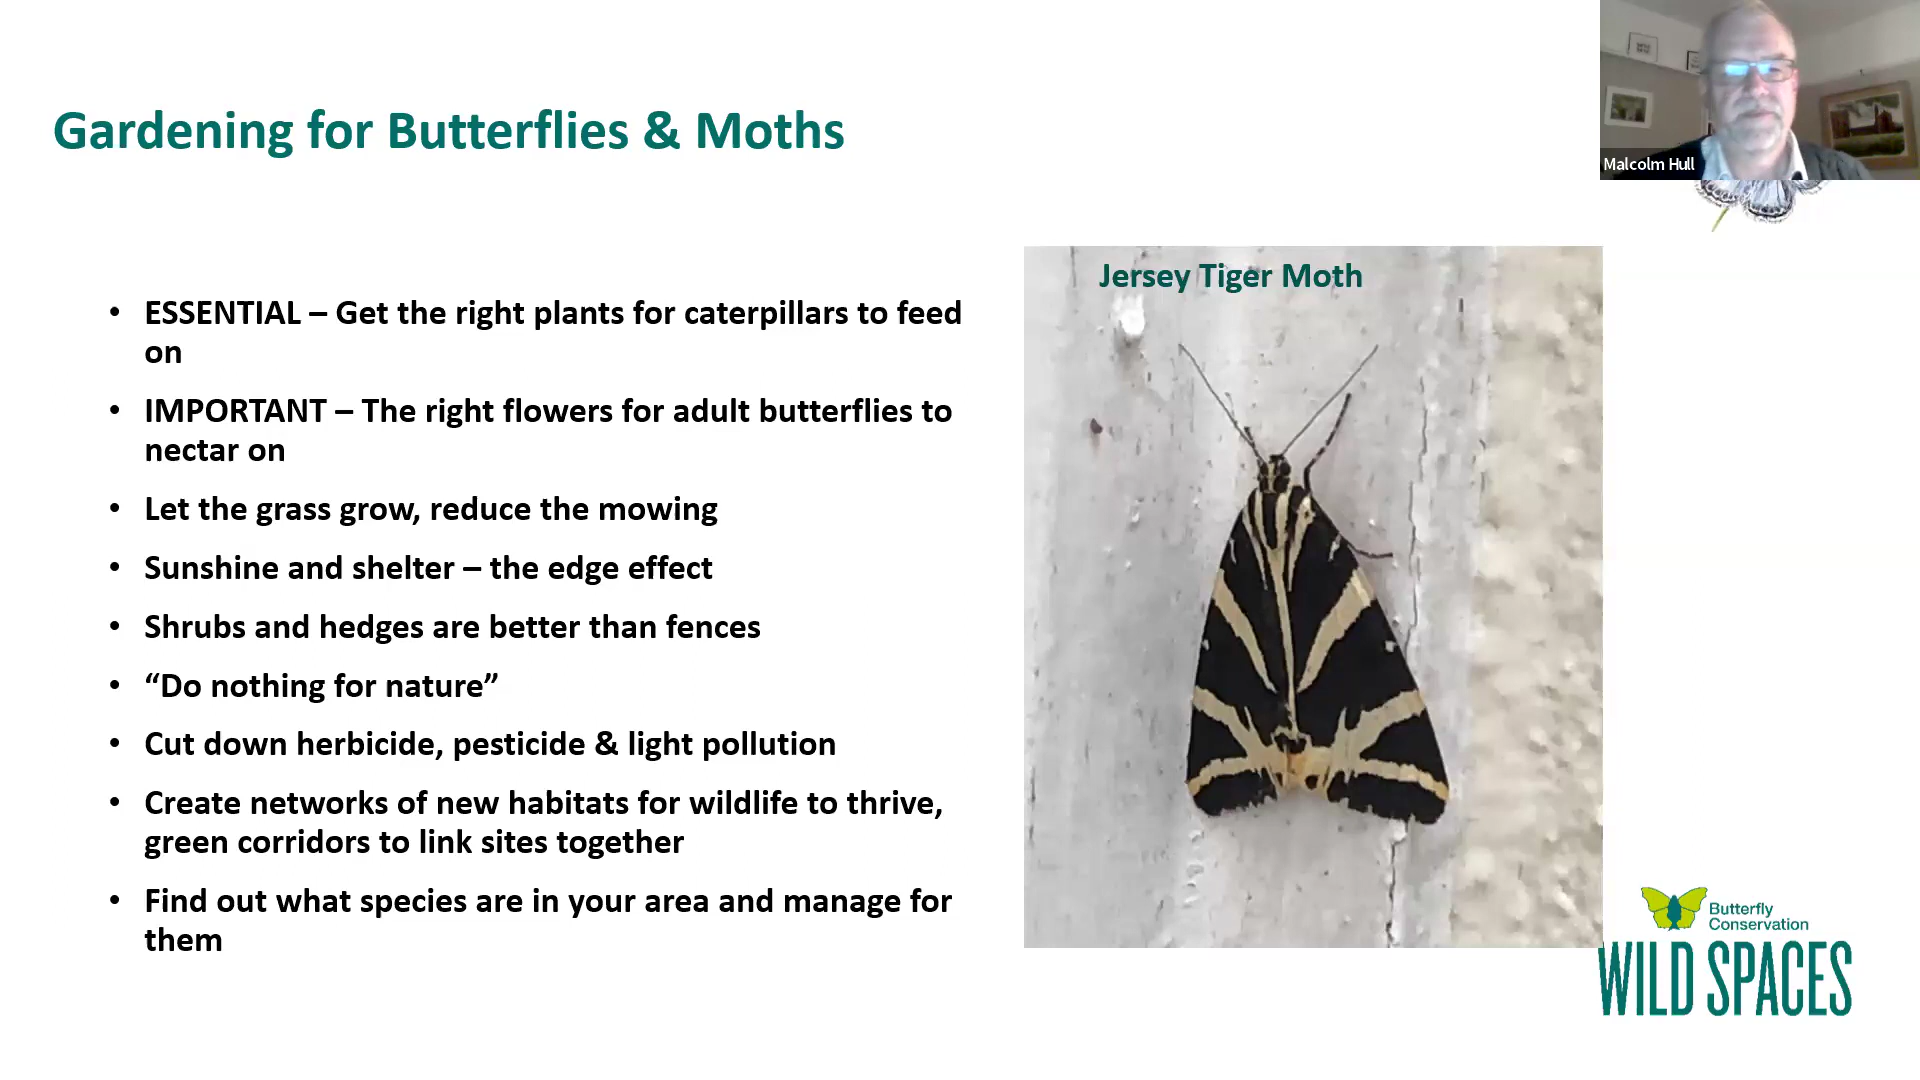 Malcolm Hull
Gardening for Butterflies & Moths
Jersey Tiger Moth
• ESSENTIAL – Get the right plants for caterpillars to feed
on
• IMPORTANT – The right flowers for adult butterflies to
nectar on
• Let the grass grow, reduce the mowing
• Sunshine and shelter – the edge effect
• Shrubs and hedges are better than fences
• “Do nothing for nature”
• Cut down herbicide, pesticide & light pollution
• Create networks of new habitats for wildlife to thrive,
green corridors to link sites together
• Find out what species are in your area and manage for
them
Butterfly
Conservation
WILD SPACES